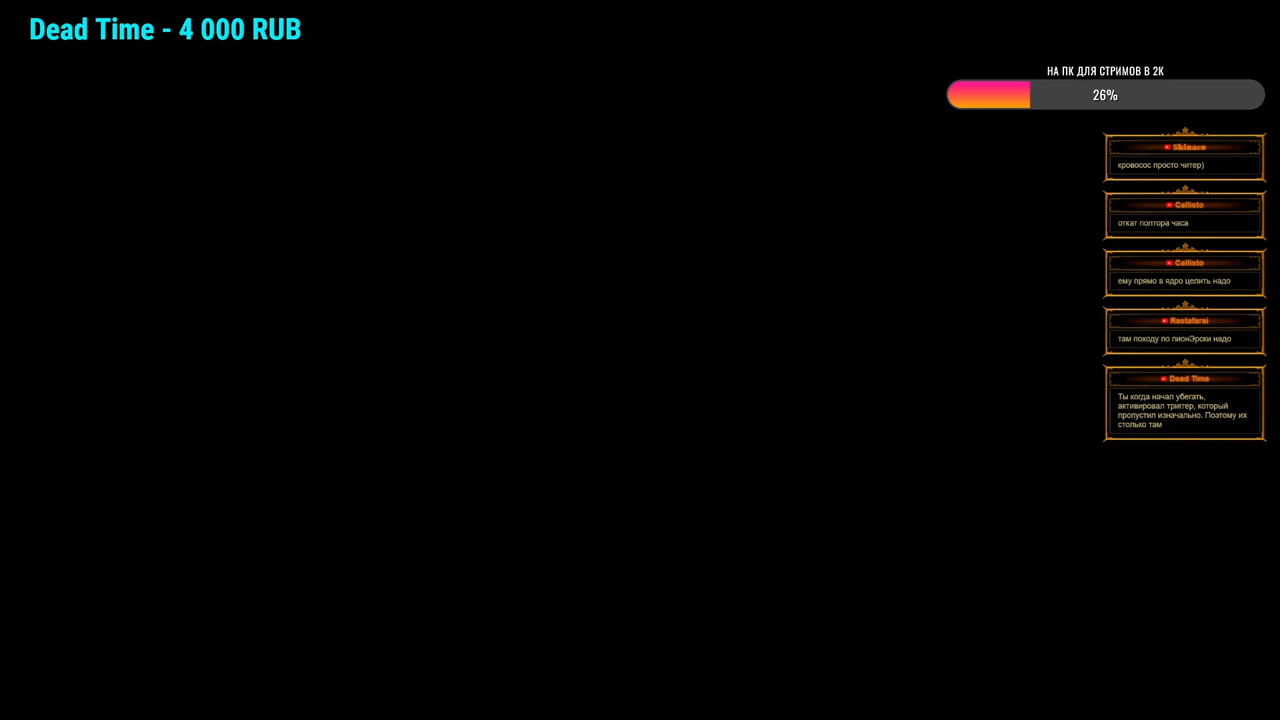 Dead Time - 4 000 RUB
НА ПК ДЛЯ СТРИМОВ В 2К
26%
Skinaco
кровосос просто читер)
Callisto
откат полтора часа
Callisto
ему прямо в ядро целить надо
Rastafarai
там походу по пионЭрски надо
Dead Time
Ты когда начал убегать,
активировал триггер, который
пропустил изначально. Поэтому их
столько там